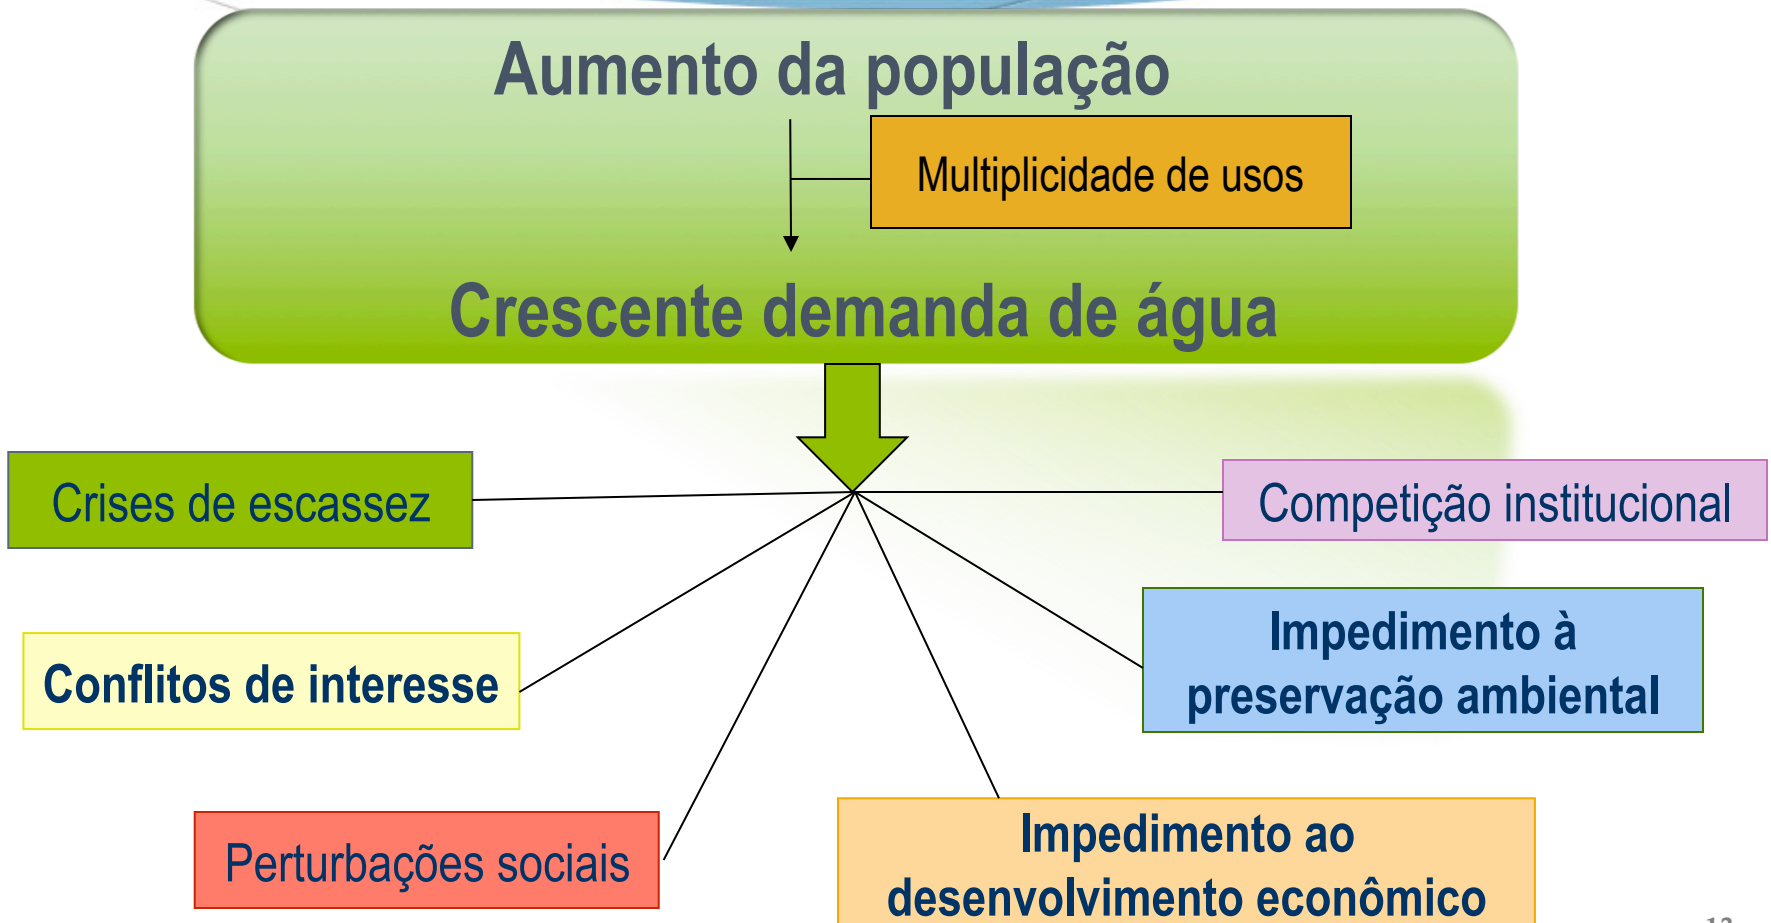 Aumento da população
Multiplicidade de usos
Crescente demanda de água
Crises de escassez
Competição institucional
Conflitos de interesse
Impedimento à
preservação ambiental
Perturbações sociais
Impedimento ao
desenvolvimento econômico